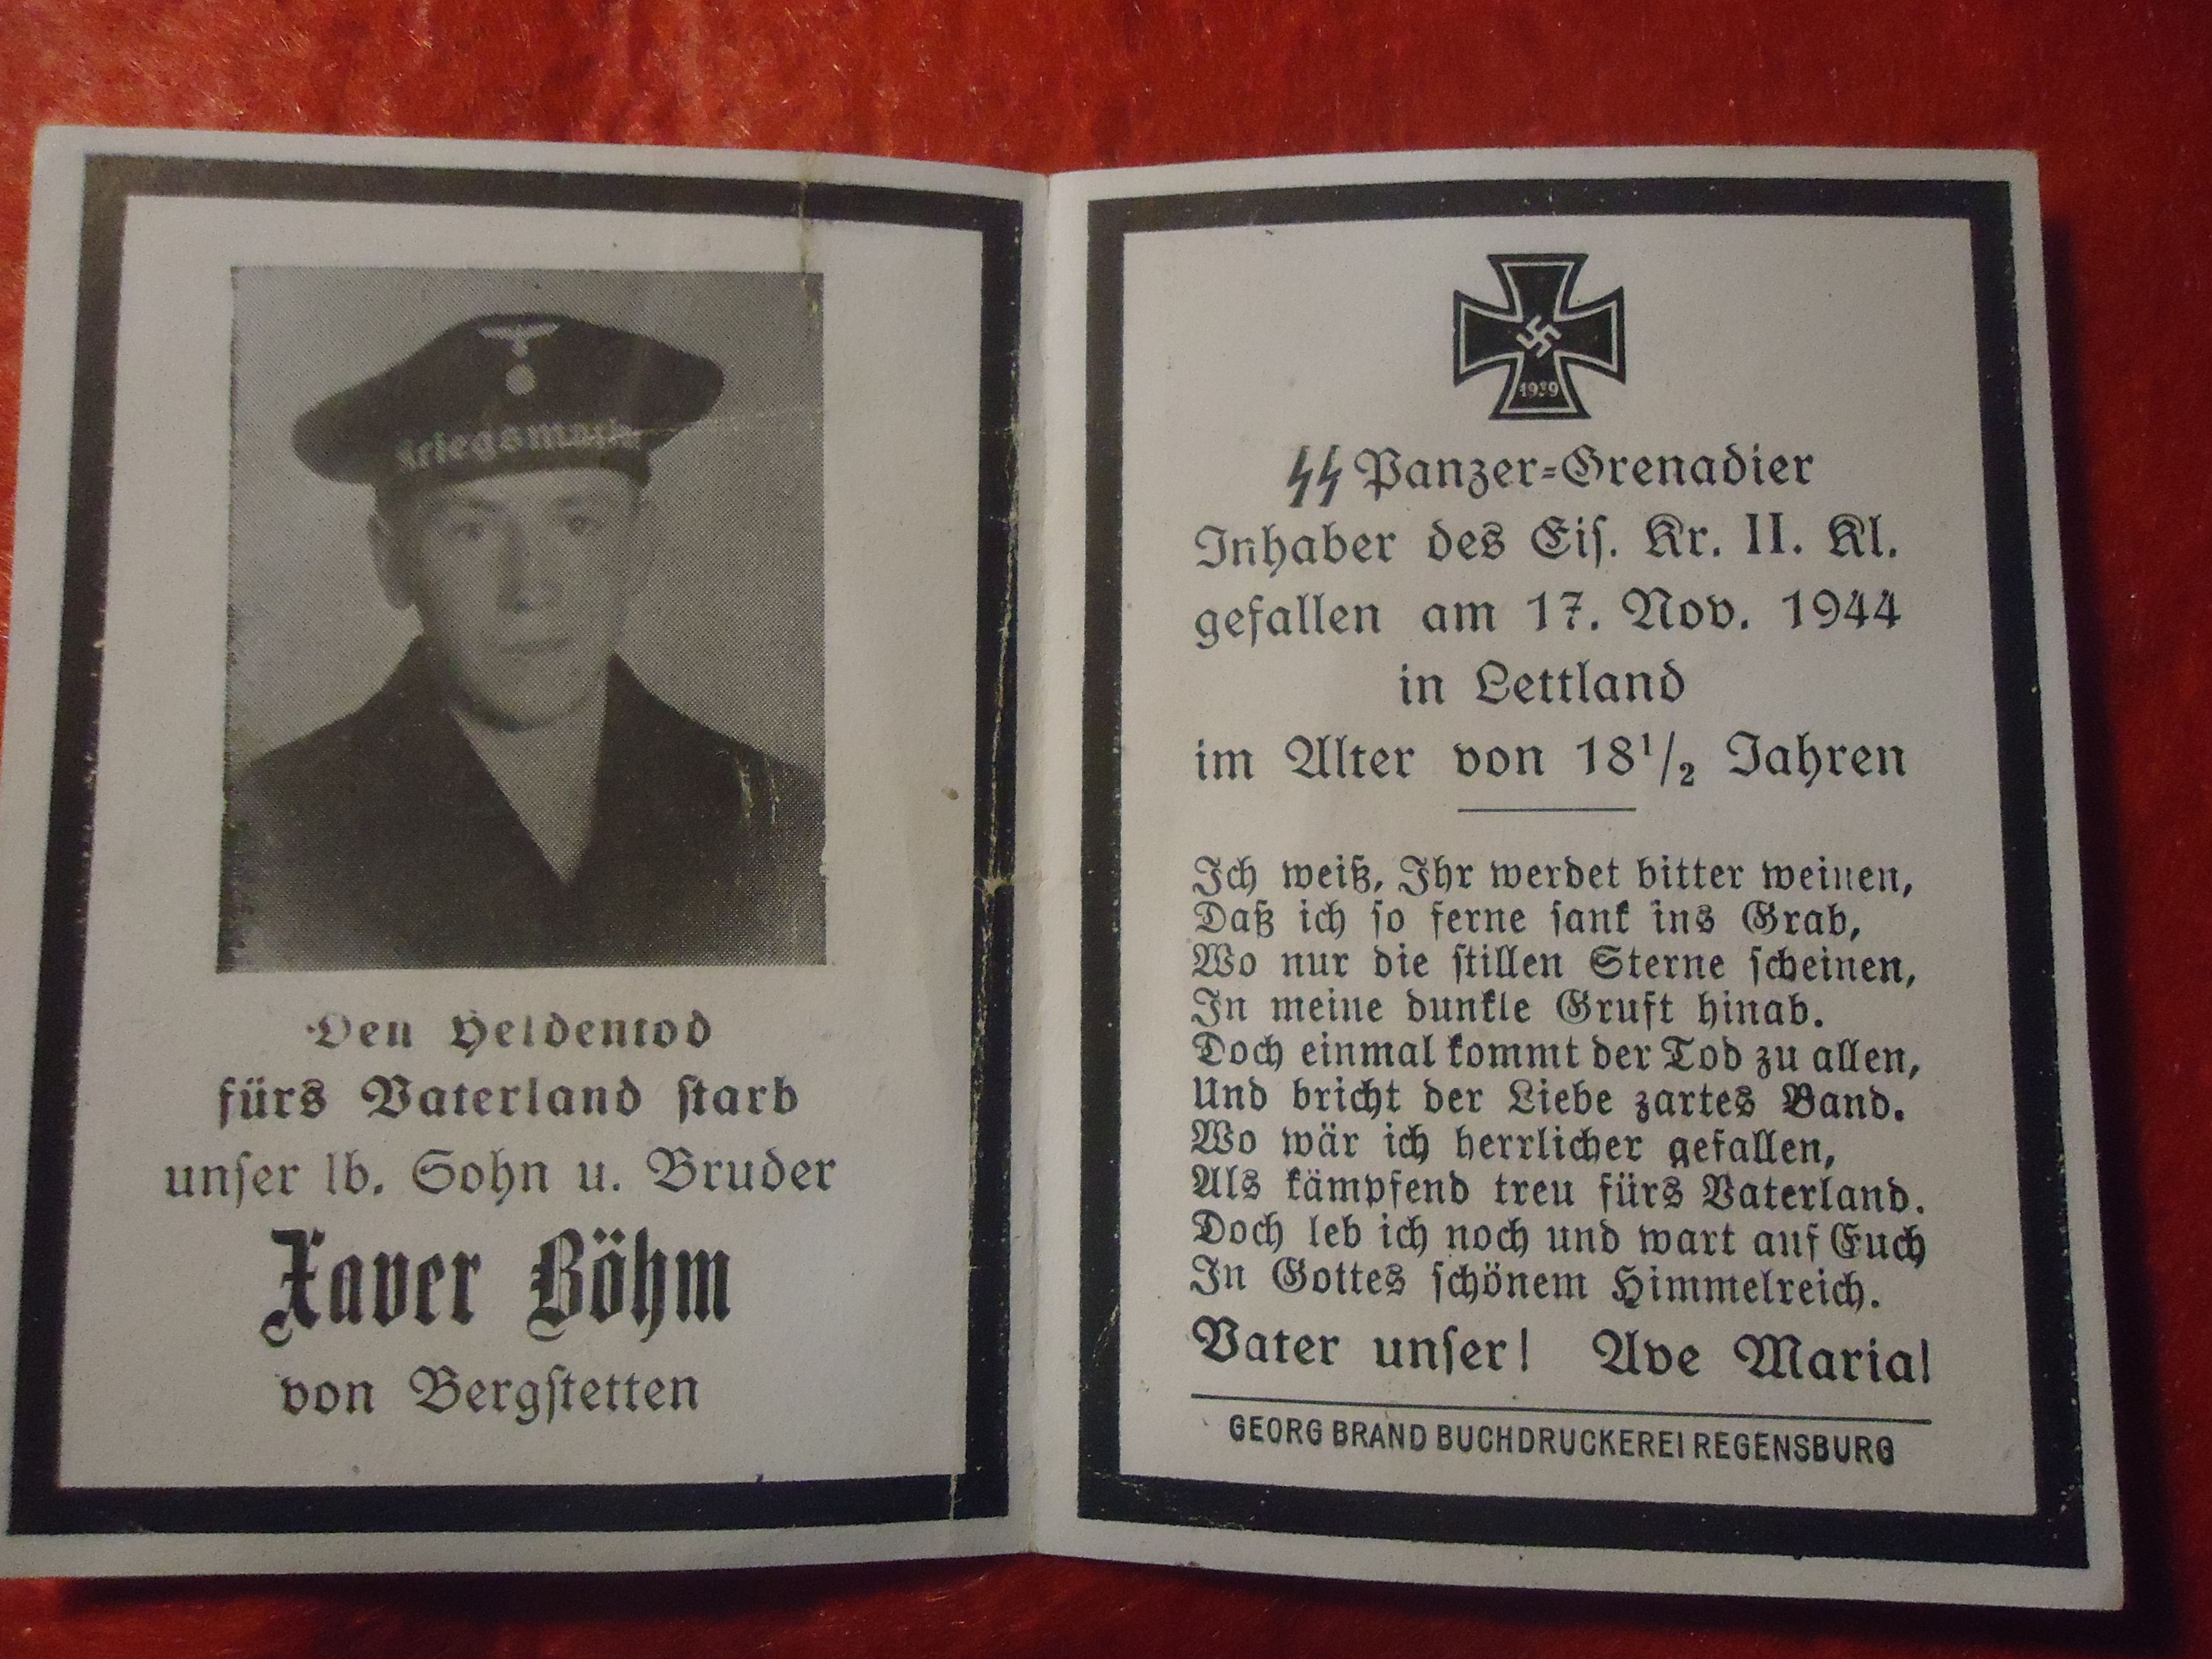 Kriegsmarine
Den Heldentod
fürs Vaterland starb
unser lb. Sohn u. Bruder
Xaver Böhm
von Bergstetten
1939
SS Panzer-Grenadier
Inhaber des Eis. Kr. II. Kl.
gefallen am 17. Nov. 1944
in Lettland
im Alter von 18 1/2 Jahren
Ich weiß, Ihr werdet bitter weinen,
Daß ich so ferne sank ins Grab,
Wo nur die stillen Sterne scheinen,
In meine dunkle Gruft hinab.
Doch einmal kommt der Tod zu allen,
Und bricht der Liebe zartes Band.
Wo wär ich herrlicher gefallen,
Als kämpfend treu fürs Vaterland.
Doch leb ich noch und wart auf Euch
In Gottes schönem Himmelreich.
Vater unser! Ave Maria!
GEORG BRAND BUCHDRUCKEREI REGENSBURG